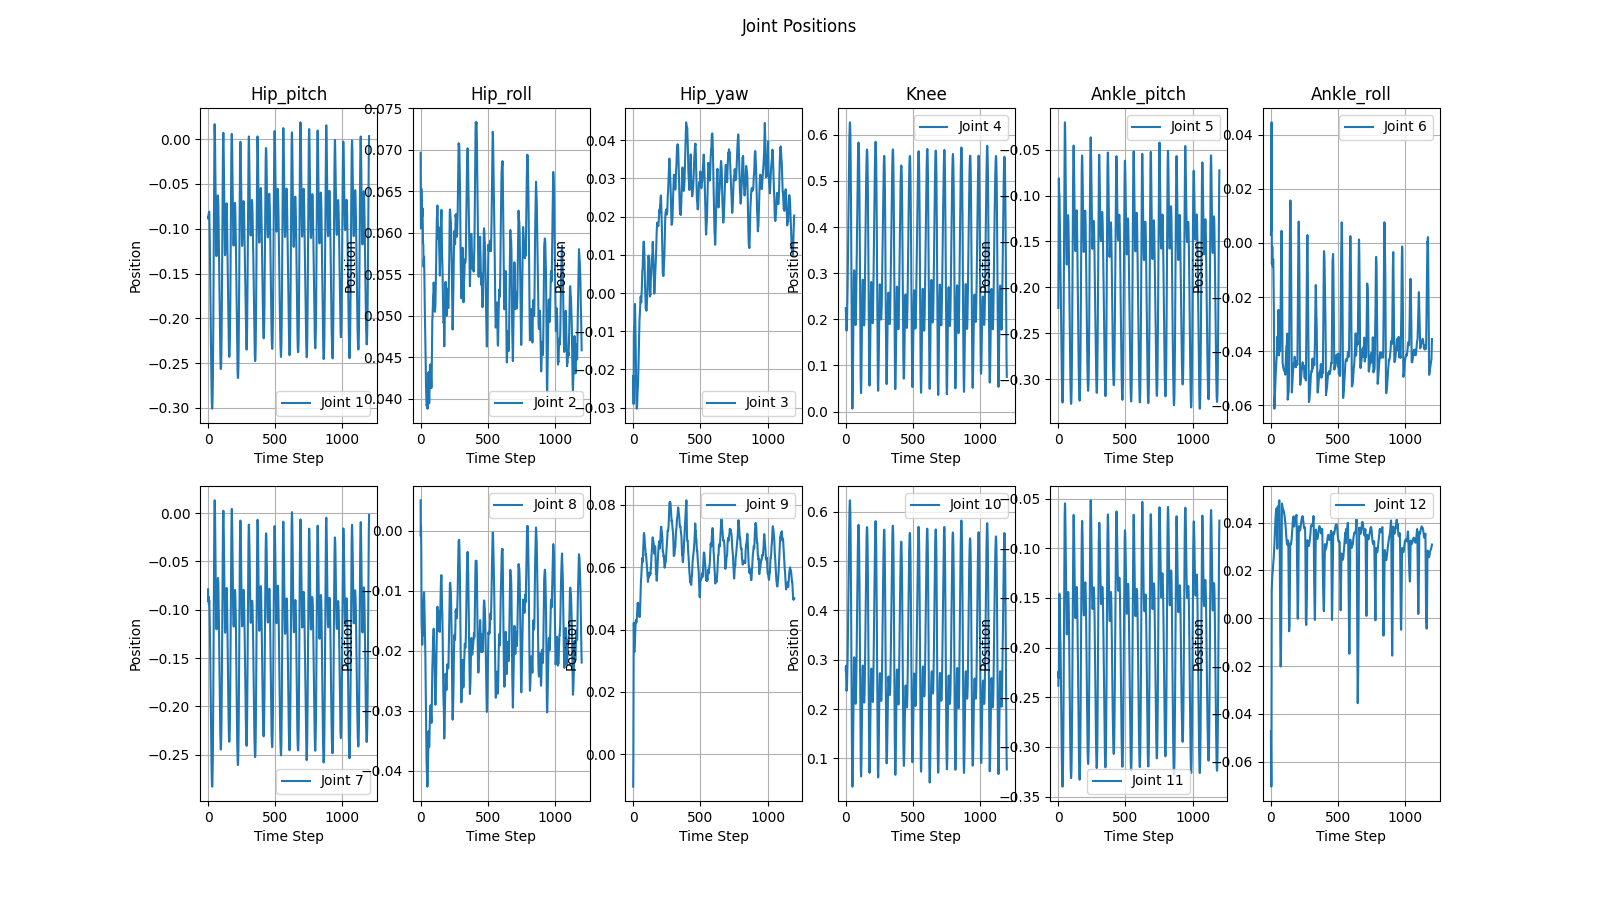 Joint Positions
Hip_pitch
Hip_roll
Hip_yaw
Knee
Ankle_pitch
Ankle_roll
Position
0.00
−0.05
−0.10
−0.15
−0.20
−0.25
−0.30
Joint 1
0 500 1000
Time Step
Position
0.075
0.070
0.065
0.060
0.055
0.050
0.045
0.040
Joint 2
0 500 1000
Time Step
Position
0.04
0.03
0.02
0.01
0.00
−0.01
−0.02
−0.03
Joint 3
0 500 1000
Time Step
Position
0.6
0.5
0.4
0.3
0.2
0.1
0.0
Joint 4
0 500 1000
Time Step
Position
−0.05
−0.10
−0.15
−0.20
−0.25
−0.30
Joint 5
0 500 1000
Time Step
Position
0.04
0.02
0.00
−0.02
−0.04
−0.06
Joint 6
0 500 1000
Time Step
Position
0.00
−0.05
−0.10
−0.15
−0.20
−0.25
Joint 7
0 500 1000
Time Step
Position
0.00
−0.01
−0.02
−0.03
−0.04
Joint 8
0 500 1000
Time Step
Position
0.08
0.06
0.04
0.02
0.00
Joint 9
0 500 1000
Time Step
Position
0.6
0.5
0.4
0.3
0.2
0.1
Joint 10
0 500 1000
Time Step
Position
−0.05
−0.10
−0.15
−0.20
−0.25
−0.30
−0.35
Joint 11
0 500 1000
Time Step
Position
0.04
0.02
0.00
−0.02
−0.04
−0.06
Joint 12
0 500 1000
Time Step